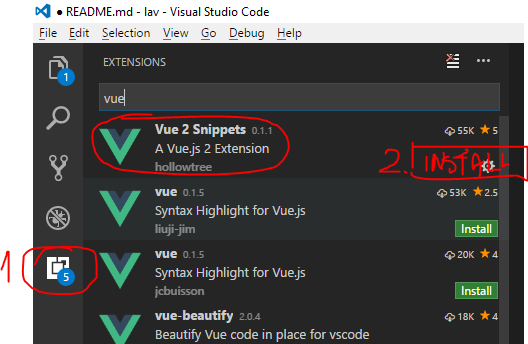 ● README.md - lav - Visual Studio Code
File Edit Selection View Go Debug Help
EXTENSIONS
1
vue
Vue 2 Snippets 0.1.1 55K 5
A Vue.js 2 Extension
hollowtree
2. INSTALL
vue 0.1.5 53K 2.5
Syntax Highlight for Vue.js
liuji-jim Install
1
vue 0.1.5 20K 4
5
Syntax Highlight for Vue.js
jcbuisson Install
vue-beautify 2.0.4 18K 4
Beautify Vue code in place for vscode